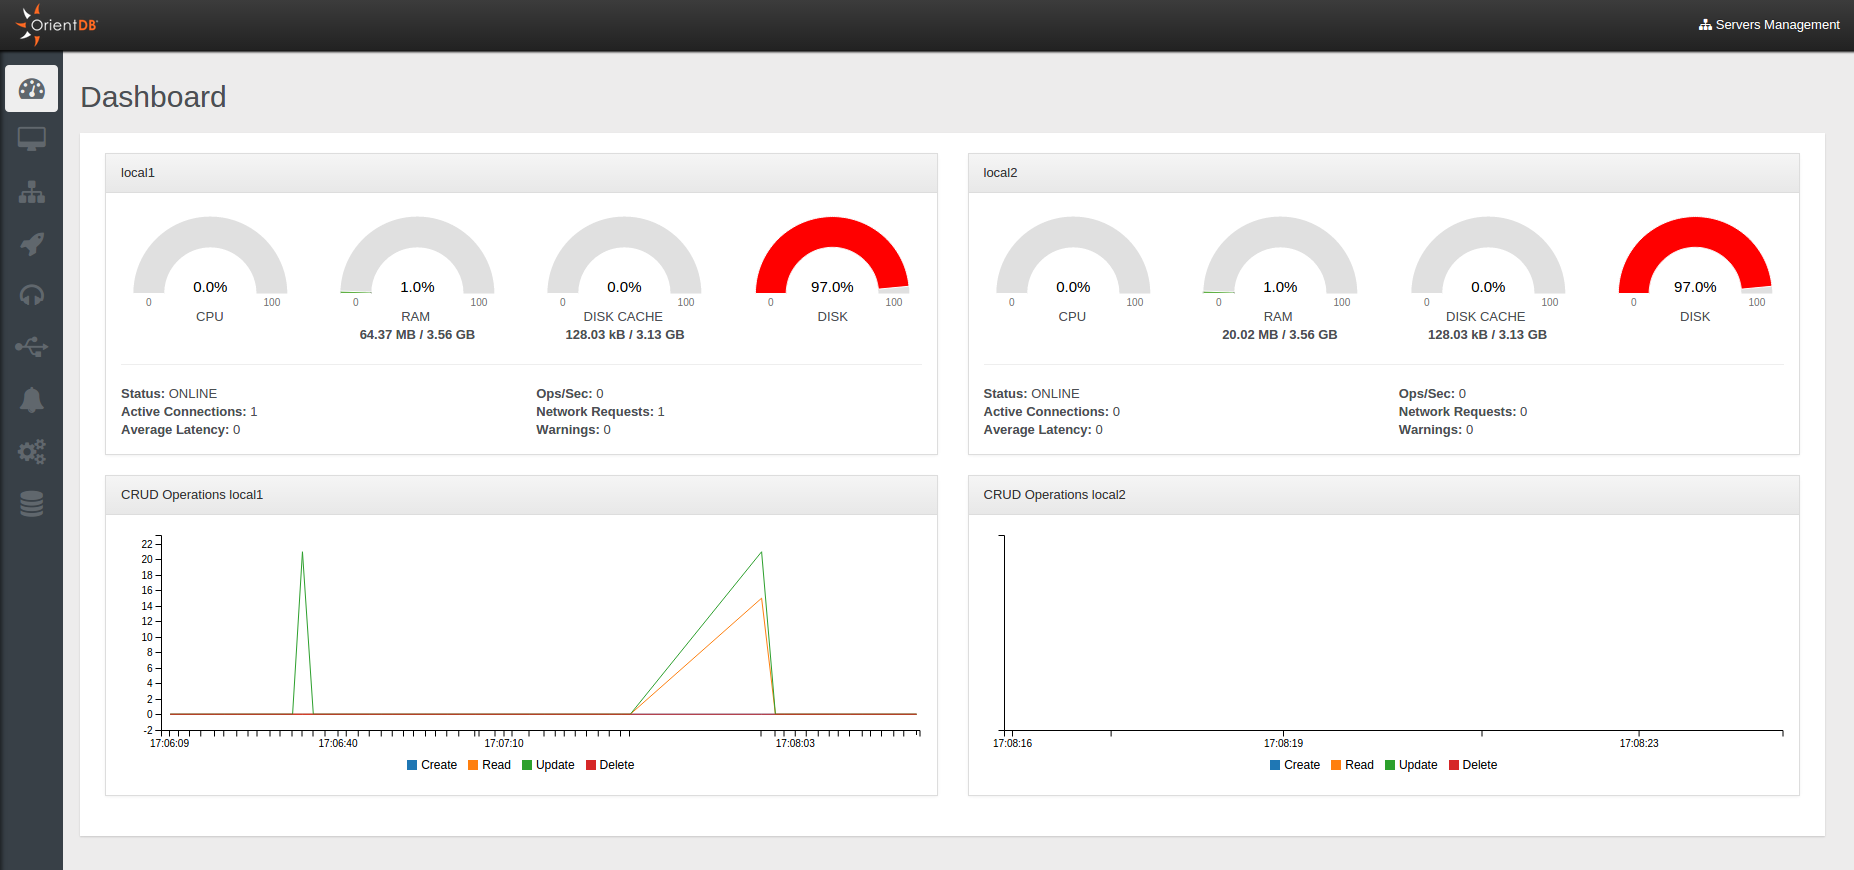 OrientDB
Servers Management
Dashboard
local1
0.0%
0 100
CPU
1.0%
0 100
RAM
64.37 MB / 3.56 GB
0.0%
0 100
DISK CACHE
128.03 kB / 3.13 GB
97.0%
0 100
DISK
Status: ONLINE
Active Connections: 1
Average Latency: 0
Ops/Sec: 0
Network Requests: 1
Warnings: 0
local2
0.0%
0 100
CPU
1.0%
0 100
RAM
20.02 MB / 3.56 GB
0.0%
0 100
DISK CACHE
128.03 kB / 3.13 GB
97.0%
0 100
DISK
Status: ONLINE
Active Connections: 0
Average Latency: 0
Ops/Sec: 0
Network Requests: 0
Warnings: 0
CRUD Operations local1
22
20
18
16
14
12
10
8
6
4
2
0
-2
17:06:09 17:06:40 17:07:10 17:08:03
Create Read Update Delete
CRUD Operations local2
17:08:16 17:08:19 17:08:23
Create Read Update Delete